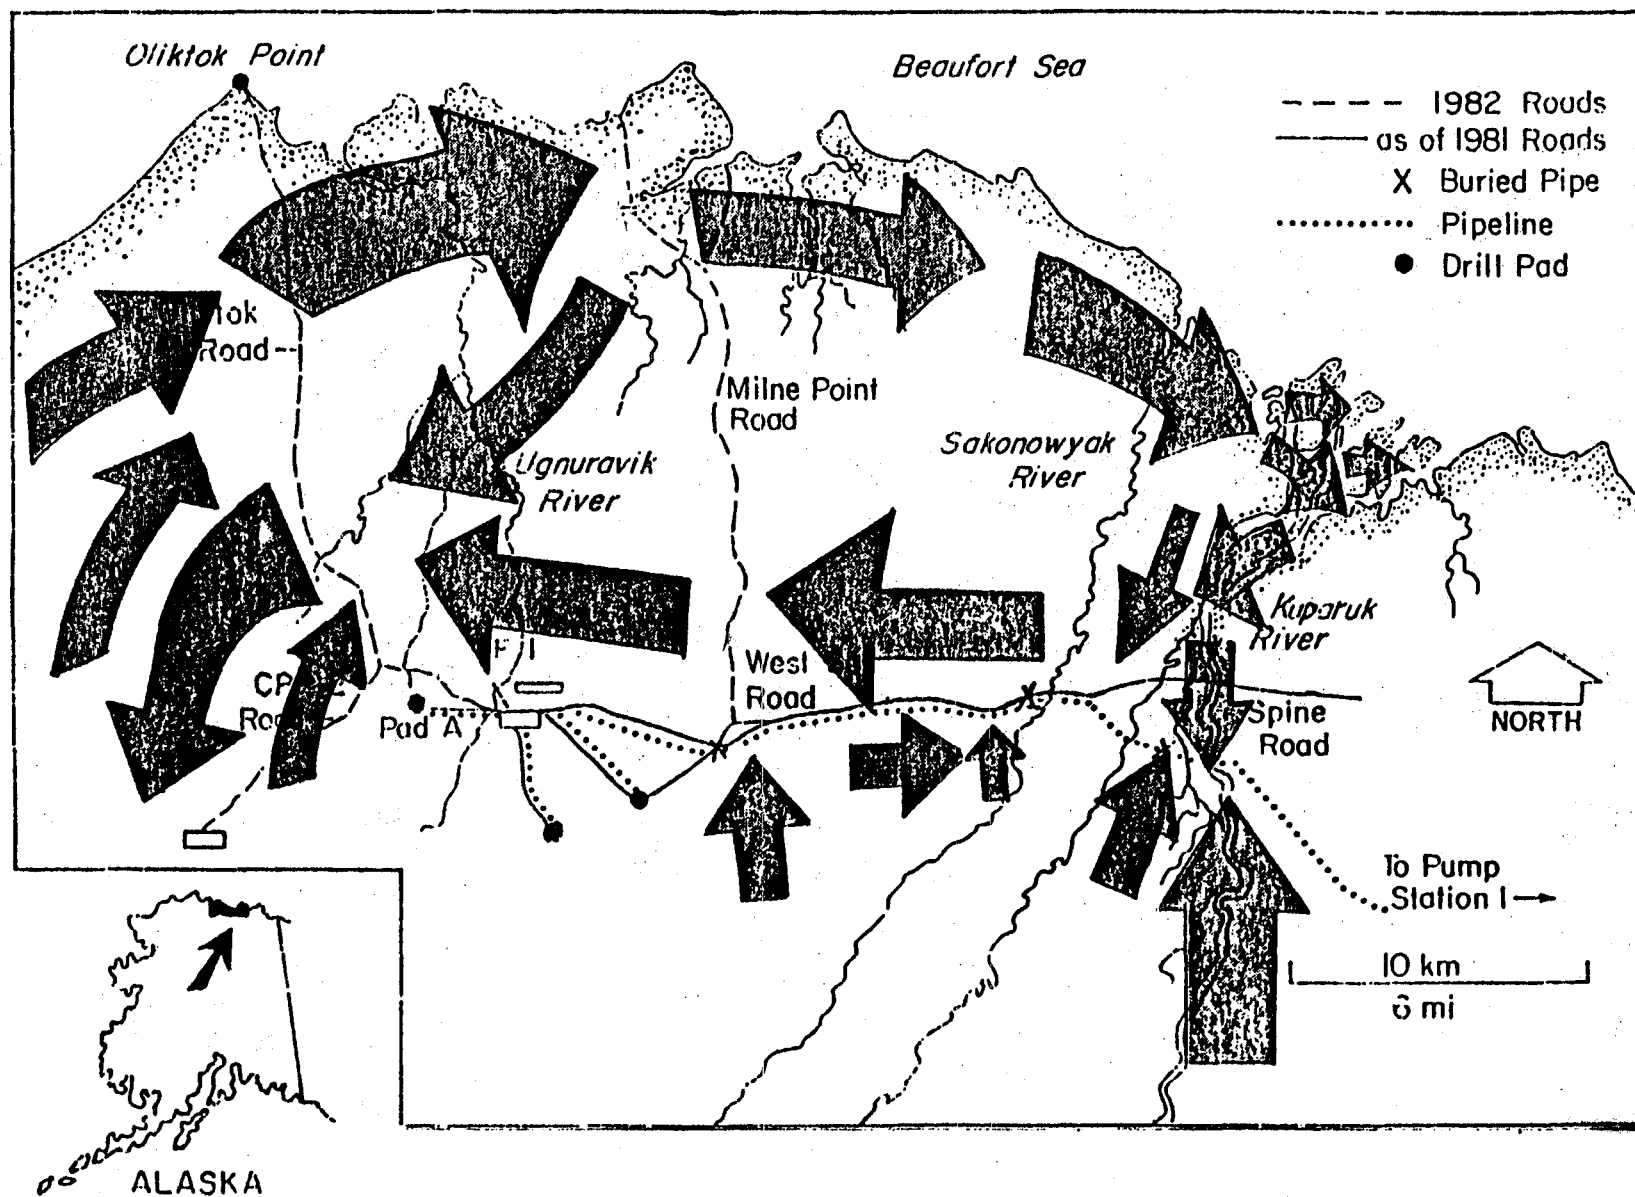 Oliktok Point
Beaufort Sea
1982 Roads
as of 1981 Roads
X Buried Pipe
Pipeline
Drill Pad
Road
Milne Point
Road
Ugnuravik
River
Sakonowyak
River
Kuparuk
River
West
Road
Pad A
Spine
Road
NORTH
To Pump
Station 1
10 km
6 mi
ALASKA